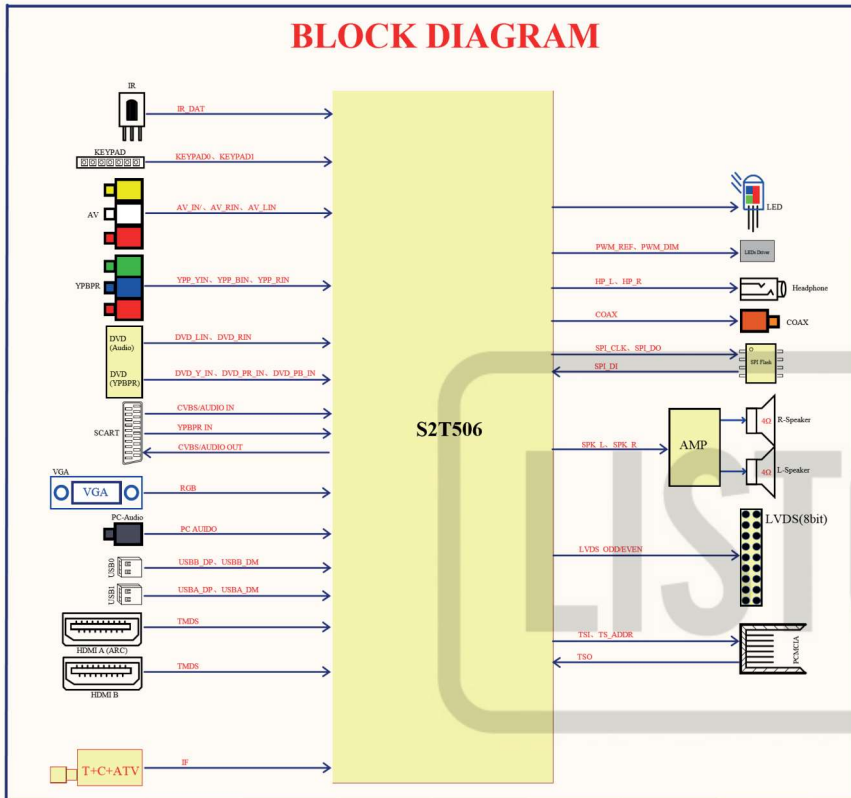 BLOCK DIAGRAM
IR
IR_DAT
KEYPAD
KEYPAD0、KEYPAD1
AV
AV_IN/、AV_RIN、AV_LIN
YPBPR
YPP_YIN、YPP_BIN、YPP_RIN
DVD
(Audio)
DVD_LIN、DVD_RIN
DVD
(YPBPR)
DVD_Y_IN、DVD_PR_IN、DVD_PB_IN
SCART
CVBS/AUDIO IN
YPBPR IN
CVBS/AUDIO OUT
VGA
VGA
RGB
PC-Audio
PC AUIDO
USB0
USBB_DP、USBB_DM
USB1
USBA_DP、USBA_DM
TMDS
HDMI A (ARC)
TMDS
HDMI B
T+C+ATV
IF
S2T506
LED
PWM_REF、PWM_DIM
LEDs Driver
HP_L、HP_R
Headphone
COAX
COAX
SPI_CLK、SPI_DO
SPI_DI
SPI Flash
SPK_L、SPK_R
AMP
4Ω
R-Speaker
4Ω
L-Speaker
LVDS(8bit)
LVDS_ODD/EVEN
TSI、TS_ADDR
TSO
PCMCIA